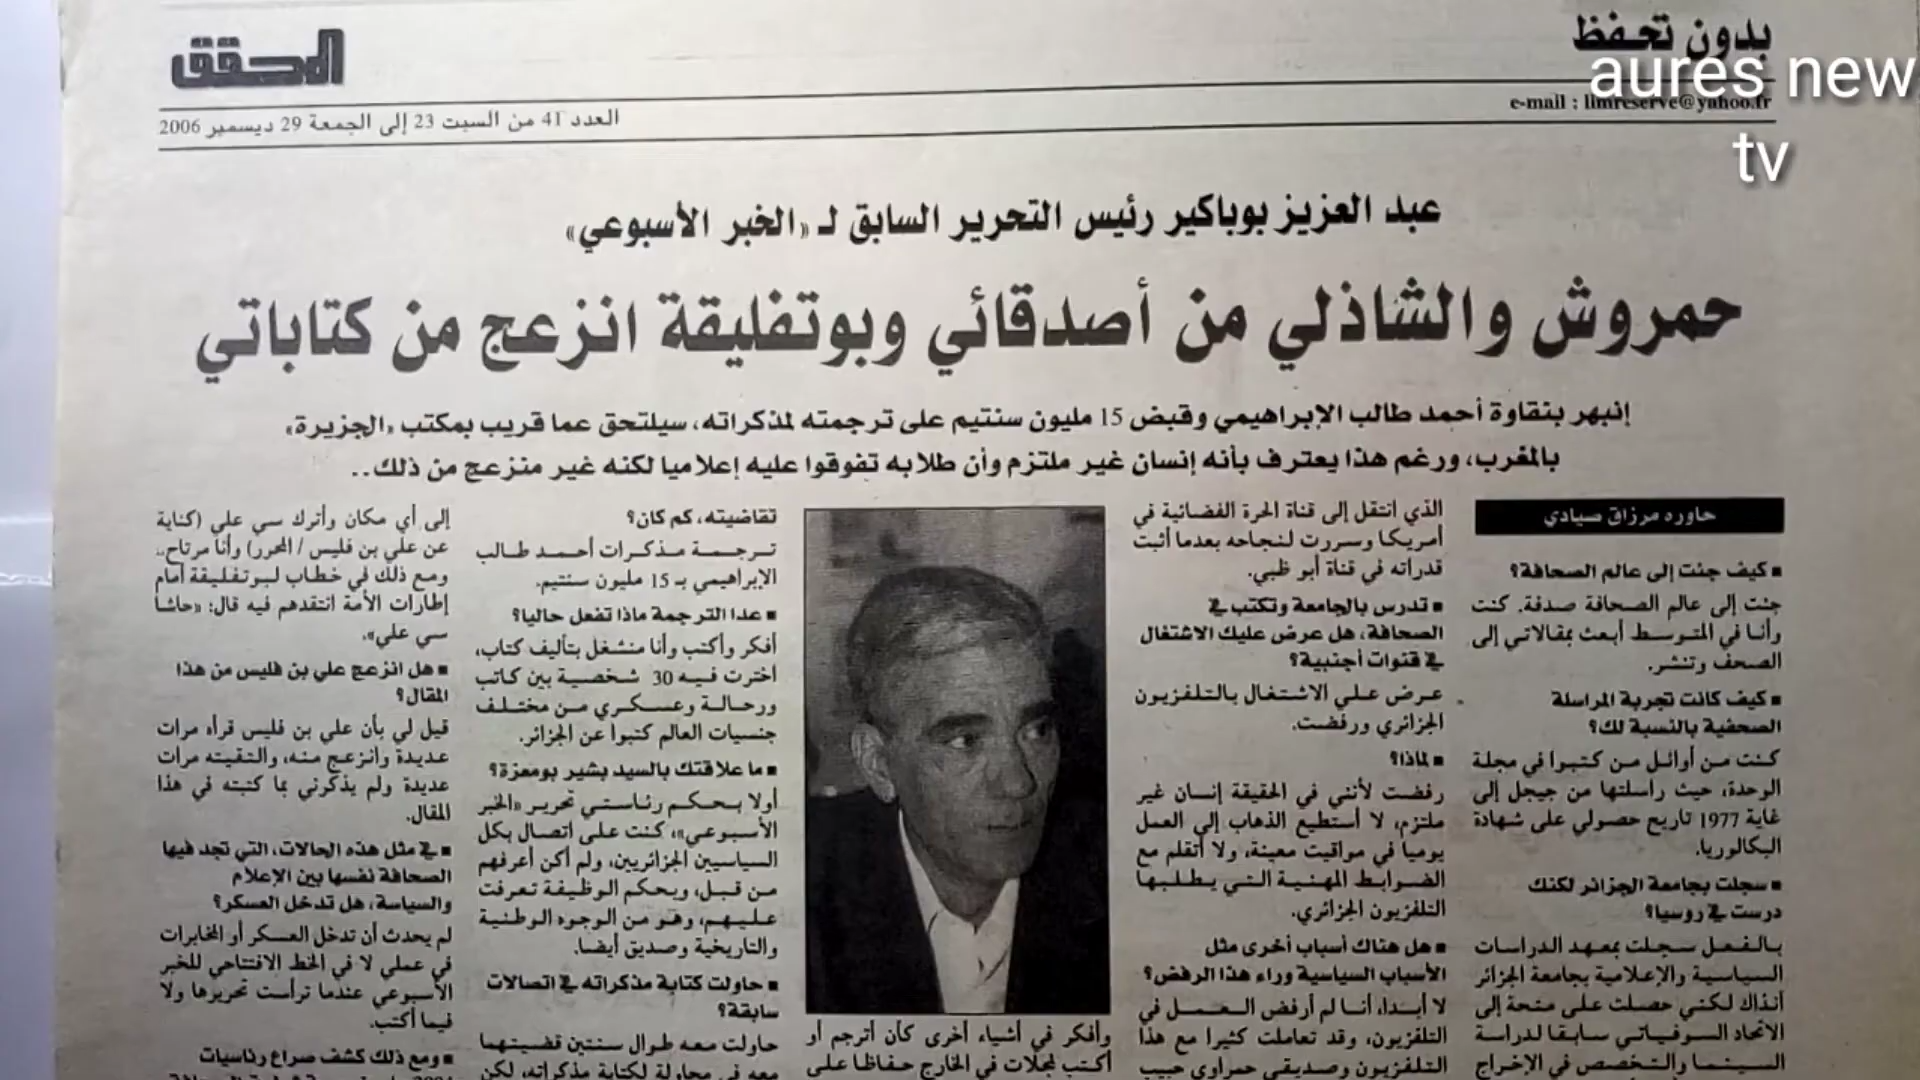 بدون تحفظ
المحقق
aures new
tv
e-mail : limreserve@yahoo.fr
العدد 41 من السبت 23 إلى الجمعة 29 ديسمبر 2006
عبد العزيز بوباكير رئيس التحرير السابق لـ «الخبر الأسبوعي»
حمروش والشاذلي من أصدقائي وبوتفليقة انزعج من كتاباتي
إنبهر بنقاوة أحمد طالب الإبراهيمي وقبض 15 مليون سنتيم على ترجمته لمذكراته، سيلتحق عما قريب بمكتب «الجزيرة»
بالمغرب، ورغم هذا يعترف بأنه إنسان غير ملتزم وأن طلابه تفوقوا عليه إعلاميا لكنه غير منزعج من ذلك..
حاوره مرزاق صيادي
■ كيف جئت إلى عالم الصحافة؟
جئت إلى عالم الصحافة صدفة. كنت
وأنا في المتوسط أبعث بمقالاتي إلى
الصحف وتنشر.
■ كيف كانت تجربة المراسلة
الصحفية بالنسبة لك؟
كنت من أوائل من كتبوا في مجلة
الوحدة، حيث راسلتها من جيجل إلى
غاية 1977 تاريخ حصولي على شهادة
البكالوريا.
■ سجلت بجامعة الجزائر لكنك
درست في روسيا؟
بالفعل سجلت بمعهد الدراسات
السياسية والإعلامية بجامعة الجزائر
أنذاك لكني حصلت على منحة إلى
الاتحاد السوفياتي سابقا لدراسة
السينما والتخصص في الإخراج
الذي انتقل إلى قناة الحرة الفضائية في
أمريكا وسررت لنجاحه بعدما أثبت
قدراته في قناة أبو ظبي.
■ تدرس بالجامعة وتكتب في
الصحافة، هل عرض عليك الاشتغال
في قنوات أجنبية؟
عرض علي الاشتغال بالتلفزيون
الجزائري ورفضت.
■ لماذا؟
رفضت لأنني في الحقيقة إنسان غير
ملتزم، لا أستطيع الذهاب إلى العمل
يوميا في مواقيت معينة، ولا أتقلم مع
الضوابط المهنية التي يطلبها
التلفزيون الجزائري.
■ هل هناك أسباب أخرى مثل
الأسباب السياسية وراء هذا الرفض؟
لا أبدا، أنا لم أرفض العمل في
التلفزيون، وقد تعاملت كثيرا مع هذا
التلفزيون وصديقي حمراوي حبيب
وأفكر في أشياء أخرى كأن أترجم أو
أكتب لمجلات في الخارج حفاظا على
تقاضيته، كم كان؟
ترجمة مذكرات أحمد طالب
الإبراهيمي بـ 15 مليون سنتيم.
■ عدا الترجمة ماذا تفعل حاليا؟
أفكر وأكتب وأنا منشغل بتأليف كتاب،
اخترت فيه 30 شخصية بين كاتب
ورحالة وعسكري من مختلف
جنسيات العالم كتبوا عن الجزائر.
■ ما علاقتك بالسيد بشير بومعزة؟
أولا بحكم رئاستي تحرير «الخبر
الأسبوعي»، كنت على اتصال بكل
السياسيين الجزائريين، ولم أكن أعرفهم
من قبل، وبحكم الوظيفة تعرفت
عليهم، وهو من الوجوه الوطنية
والتاريخية وصديق أيضا.
■ حاولت كتابة مذكراته في اتصالات
سابقة؟
حاولت معه طوال سنتين قضيتهما
معه في محاولة لكتابة مذكراته، لكن
إلى أي مكان وأترك سي علي (كناية
عن علي بن فليس / المحرر) وأنا مرتاح..
ومع ذلك في خطاب لبوتفليقة أمام
إطارات الأمة انتقدهم فيه قال: «حاشا
سي علي».
■ هل انزعج علي بن فليس من هذا
المقال؟
قيل لي بأن علي بن فليس قرأه مرات
عديدة وانزعج منه، والتقيته مرات
عديدة ولم يذكرني بما كتبته في هذا
المقال.
■ في مثل هذه الحالات، التي تجد فيها
الصحافة نفسها بين الإعلام
والسياسة، هل تدخل العسكر؟
لم يحدث أن تدخل العسكر أو المخابرات
في عملي لا في الخط الافتتاحي للخبر
الأسبوعي عندما ترأست تحريرها ولا
فيما أكتب.
■ ومع ذلك كشف صراع رئاسيات